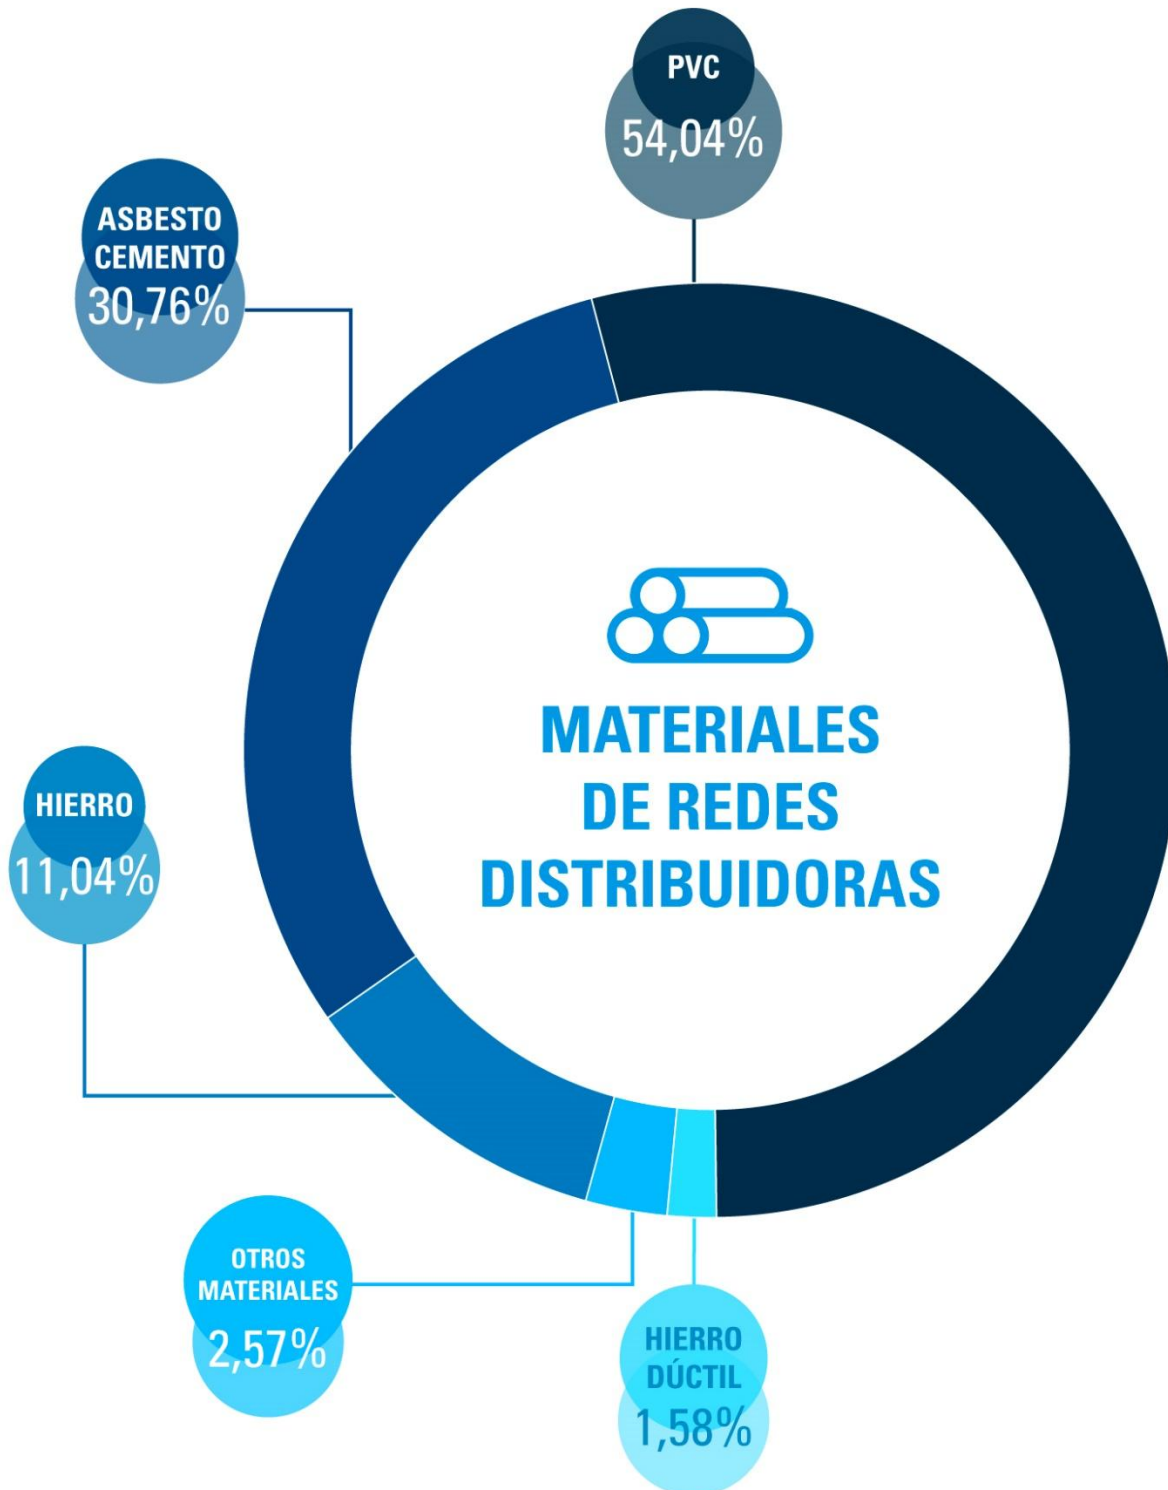 PVC
54,04%
ASBESTO
CEMENTO
30,76%
MATERIALES
DE REDES
DISTRIBUIDORAS
HIERRO
11,04%
OTROS
MATERIALES
2,57%
HIERRO
DÚCTIL
1,58%